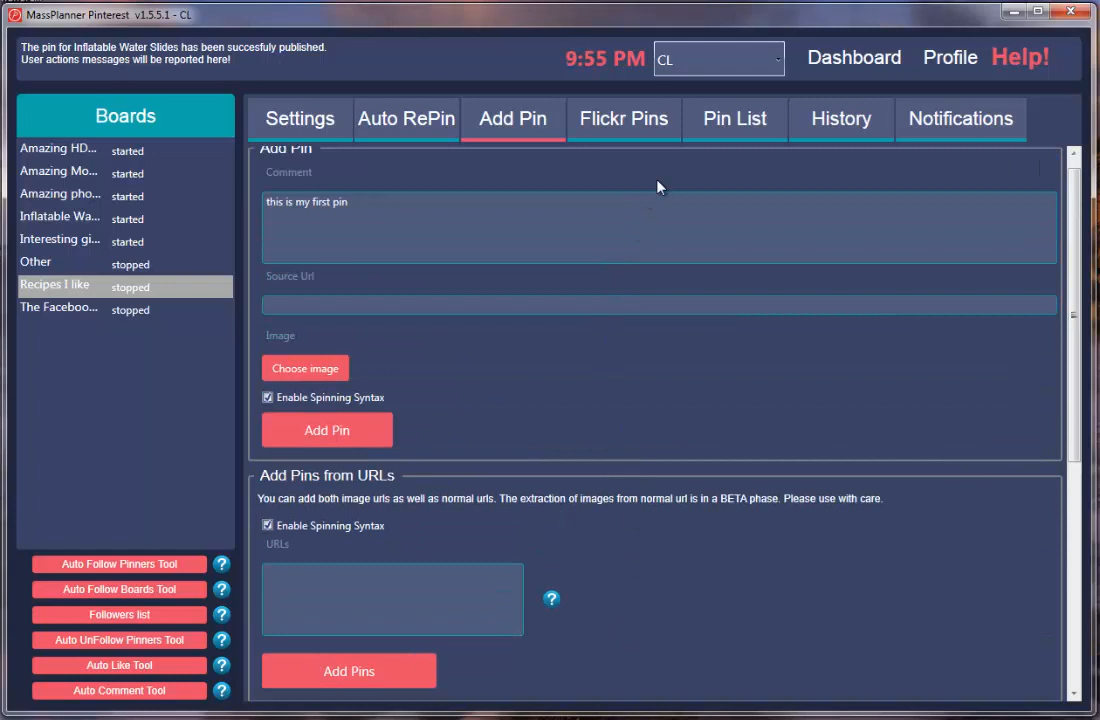 MassPlanner Pinterest v1.5.5.1 - CL
The pin for Inflatable Water Slides has been succesfuly published.
User actions messages will be reported here!
9:55 PM
CL
Dashboard
Profile
Help!
Boards
Settings
Auto RePin
Add Pin
Flickr Pins
Pin List
History
Notifications
Amazing HD... started
Amazing Mo... started
Amazing pho... started
Inflatable Wa... started
Interesting gi... started
Other stopped
Recipes I like stopped
The Faceboo... stopped
Auto Follow Pinners Tool ?
Auto Follow Boards Tool ?
Followers list ?
Auto UnFollow Pinners Tool ?
Auto Like Tool ?
Auto Comment Tool ?
Add Pin
Comment
this is my first pin
Source Url
Image
Choose image
Enable Spinning Syntax
Add Pin
Add Pins from URLs
You can add both image urls as well as normal urls. The extraction of images from normal url is in a BETA phase. Please use with care.
Enable Spinning Syntax
URLs
?
Add Pins